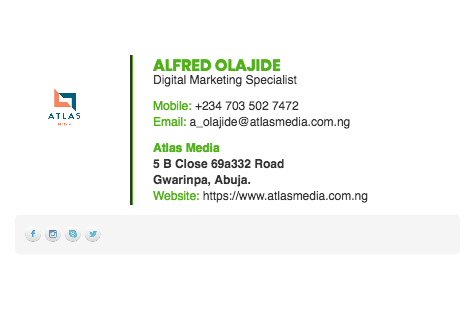 ALFRED OLAJIDE
Digital Marketing Specialist
Mobile: +234 703 502 7472
Email: a_olajide@atlasmedia.com.ng
ATLAS
MEDIA
Atlas Media
5 B Close 69a332 Road
Gwarinpa, Abuja.
Website: https://www.atlasmedia.com.ng